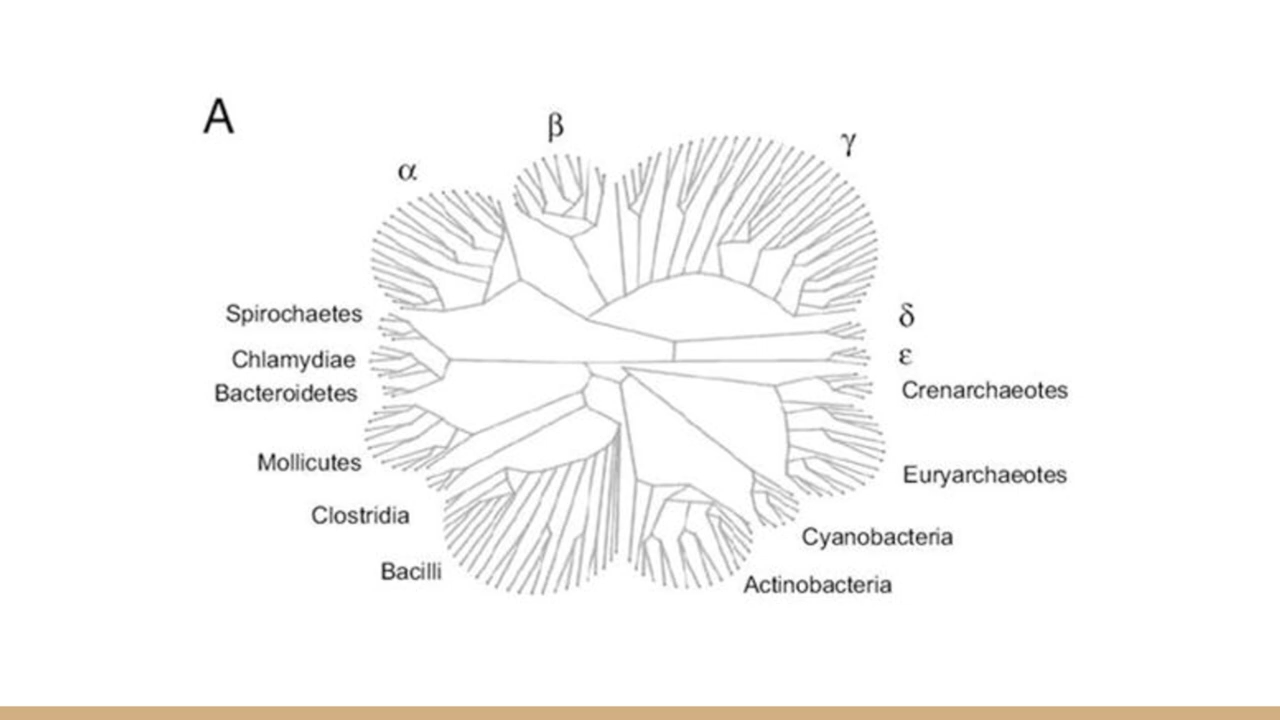 A
α
β
γ
Spirochaetes
Chlamydiae
Bacteroidetes
Mollicutes
Clostridia
Bacilli
δ
ε
Crenarchaeotes
Euryarchaeotes
Cyanobacteria
Actinobacteria